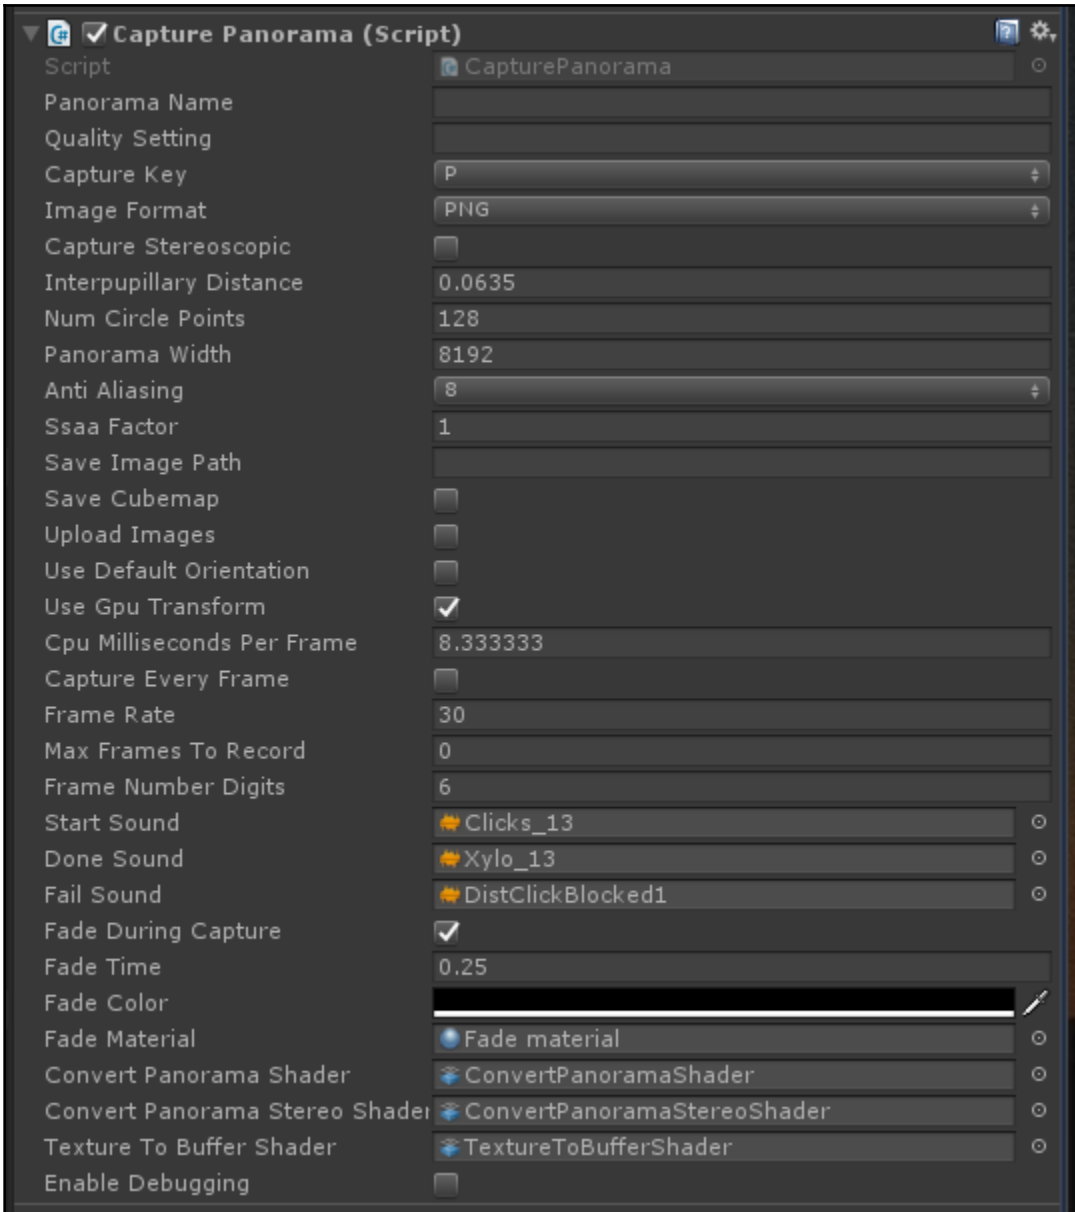 Capture Panorama (Script)
Script CapturePanorama
Panorama Name
Quality Setting
Capture Key P
Image Format PNG
Capture Stereoscopic
Interpupillary Distance 0.0635
Num Circle Points 128
Panorama Width 8192
Anti Aliasing 8
Ssaa Factor 1
Save Image Path
Save Cubemap
Upload Images
Use Default Orientation
Use Gpu Transform
Cpu Milliseconds Per Frame 8.333333
Capture Every Frame
Frame Rate 30
Max Frames To Record 0
Frame Number Digits 6
Start Sound Clicks_13
Done Sound Xylo_13
Fail Sound DistClickBlocked1
Fade During Capture
Fade Time 0.25
Fade Color
Fade Material Fade material
Convert Panorama Shader ConvertPanoramaShader
Convert Panorama Stereo Shader ConvertPanoramaStereoShader
Texture To Buffer Shader TextureToBufferShader
Enable Debugging